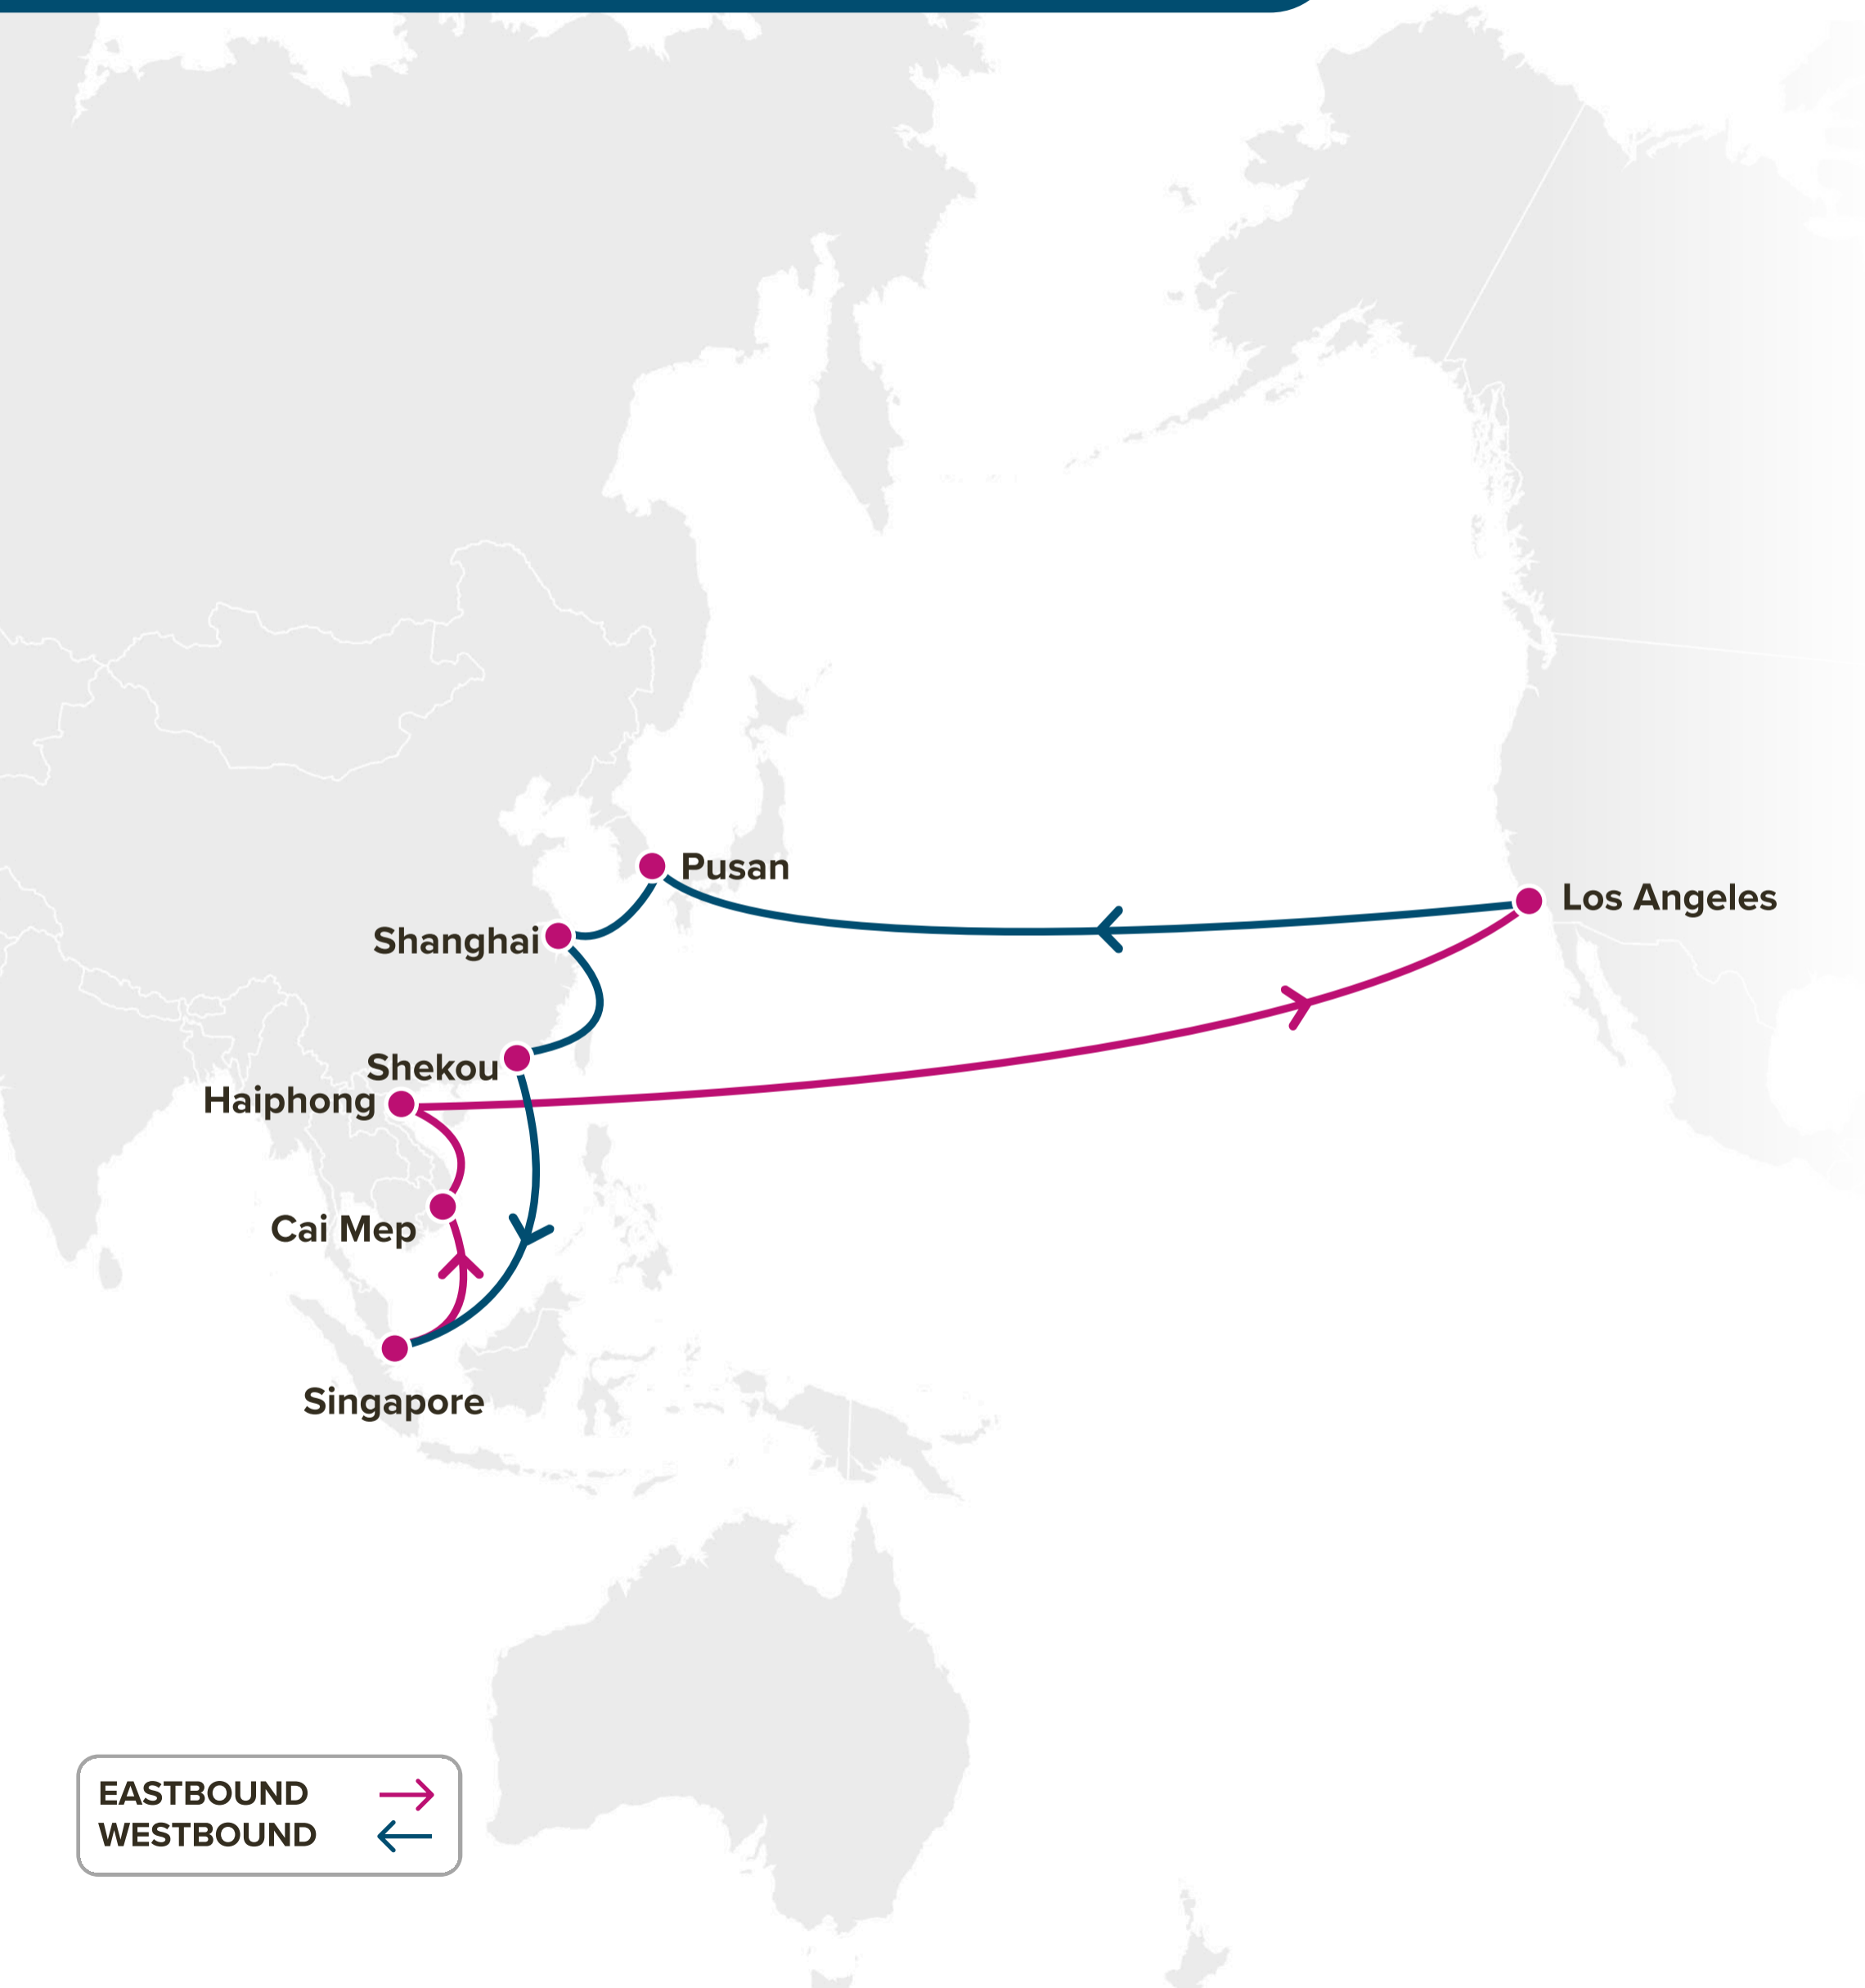 Pusan
Los Angeles
Shanghai
Shekou
Haiphong
Cai Mep
Singapore
EASTBOUND
WESTBOUND